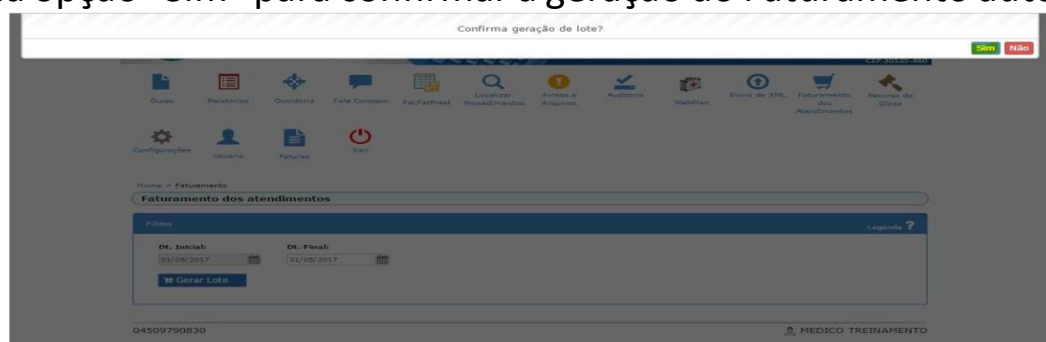 a opção "Sim" para confirmar a geração do Faturamento
Confirma geração de lote?
Sim Não
CEP 30535-400
Guias Relatórios Ouvidoria Fale Conosco FacFatPrest Localizar Procedimentos Avisos e Arquivos Auditoria WebPlan Envio de XML Faturamento dos Atendimentos Recurso de Glosa
Configurações Usuário Faturas Sair
Home > Faturamento
Faturamento dos atendimentos
Filtros Legenda ?
Dt. Inicial: Dt. Final:
01/05/2017 31/05/2017
Gerar Lote
04509790830 MEDICO TREINAMENTO